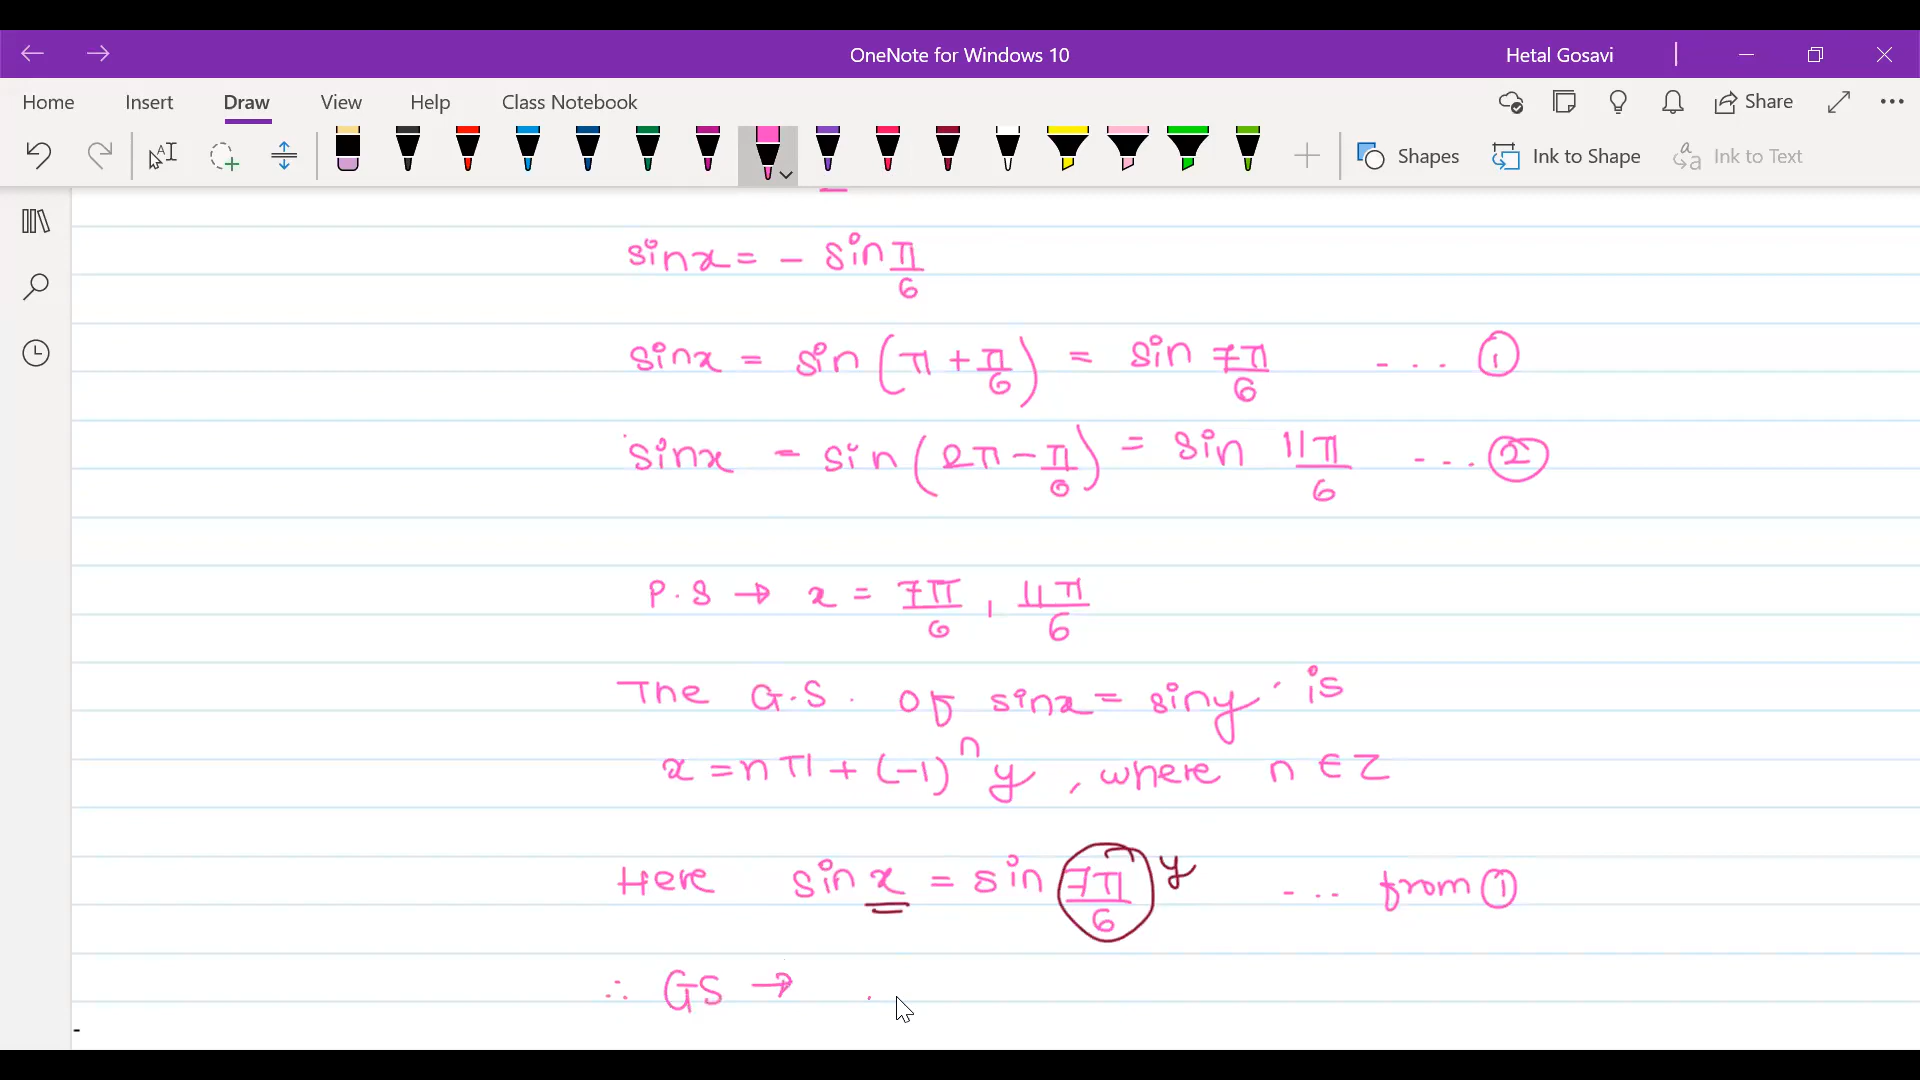 OneNote for Windows 10 Hetal Gosavi
Home Insert Draw View Help Class Notebook Share
Shapes Ink to Shape Ink to Text
sinx = - sin π/6
sinx = sin (π + π/6) = sin 7π/6 ... ①
sinx = sin (2π - π/6) = sin 11π/6 ... ②
P.S → x = 7π/6 , 11π/6
The G.S. of sinx = siny is
x = nπ + (-1)^n y , where n ∈ Z
Here sin x = sin 7π/6 y ... from ①
∴ GS →